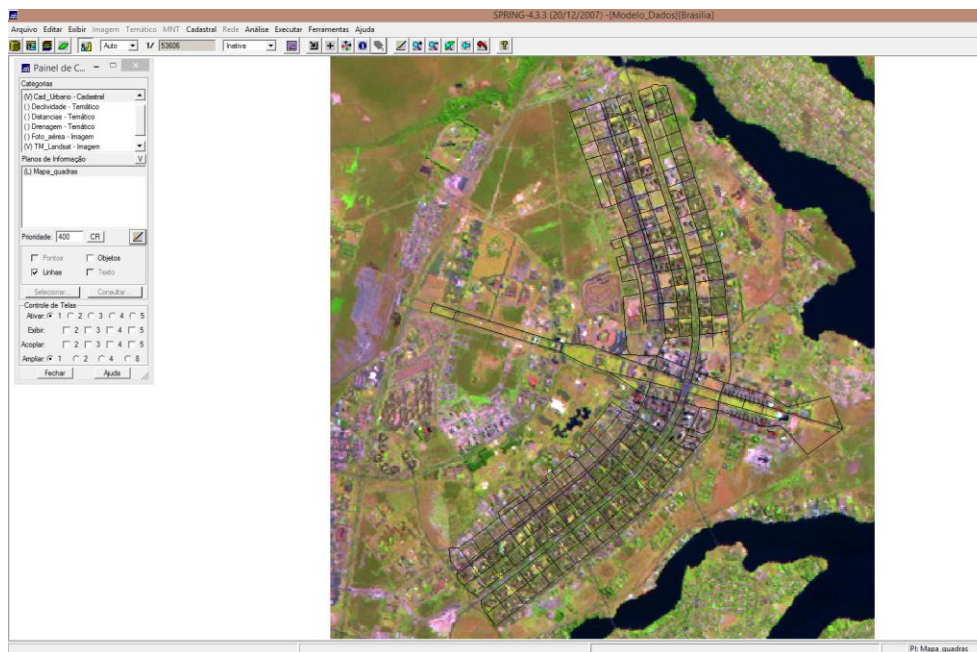 SPRING-4.3.3 (20/12/2007) -[Modelo_Dados][Brasilia]
Arquivo Editar Exibir Imagem Temático MNT Cadastral Rede Análise Executar Ferramentas Ajuda
Auto 1/ 53606 Inativa
Painel de C...
Categorias
(V) Cad_Urbano - Cadastral
( ) Declividade - Temático
( ) Distancias - Temático
( ) Drenagem - Temático
( ) Foto_aérea - Imagem
(V) TM_Landsat - Imagem
Planos de Informação V
(L) Mapa_quadras
Prioridade: 400 CR
Pontos Objetos
Linhas Texto
Selecionar... Consultar...
Controle de Telas
Ativar: 1 2 3 4 5
Exibir: 2 3 4 5
Acoplar: 2 3 4 5
Ampliar: 1 2 4 8
Fechar Ajuda
PI: Mapa_quadras